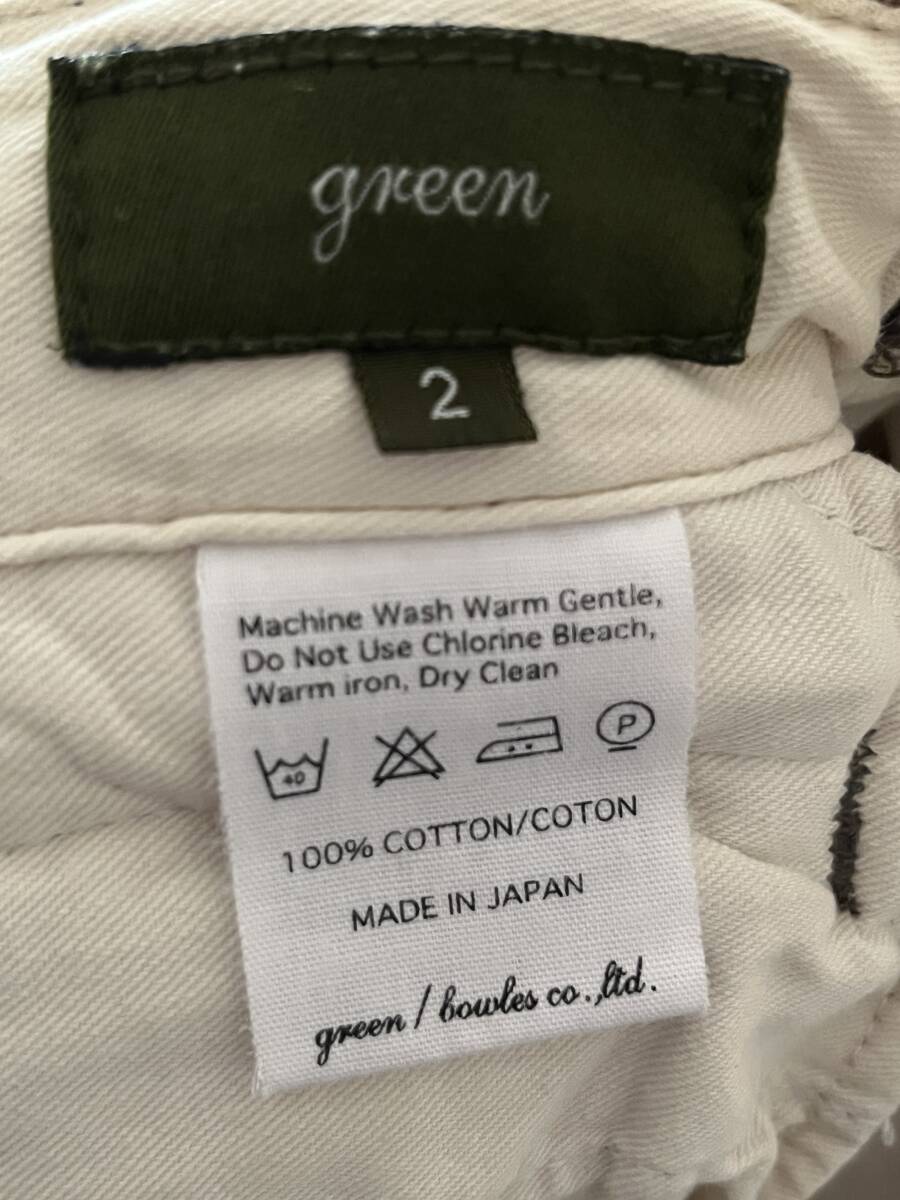 green
2
Machine Wash Warm Gentle,
Do Not Use Chlorine Bleach,
Warm iron, Dry Clean
40 P
100% COTTON/COTON
MADE IN JAPAN
green / bowles co.,ltd.